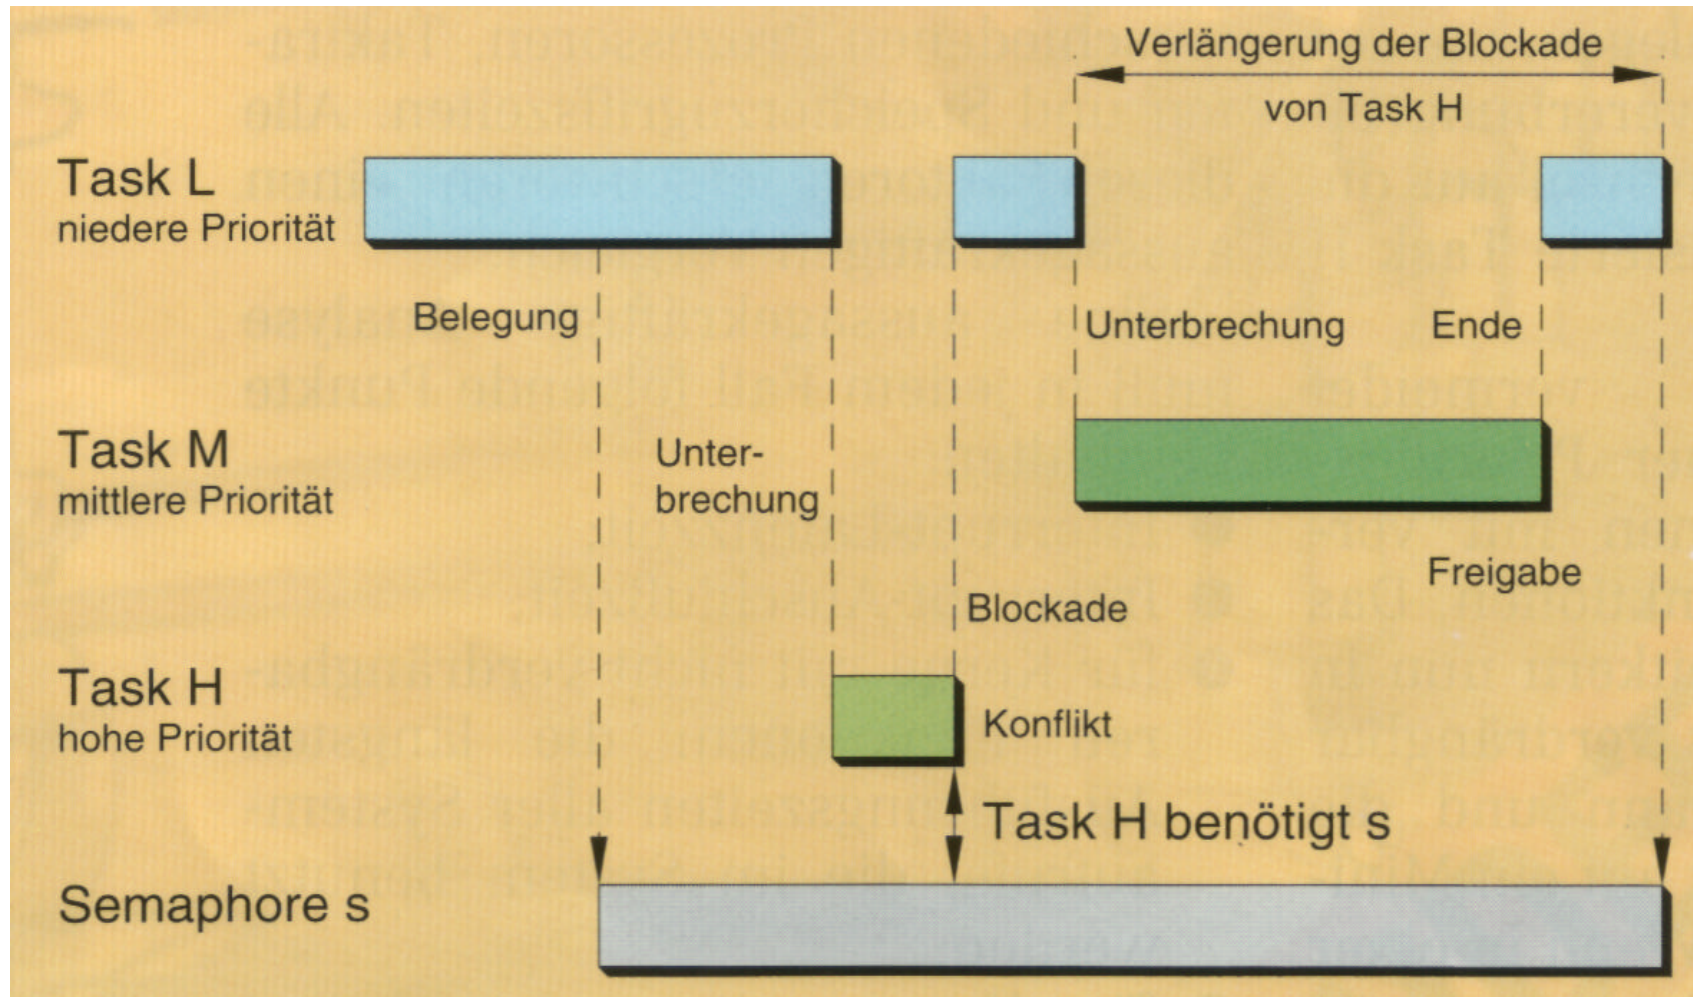 Verlängerung der Blockade
von Task H
Task L
niedere Priorität
Belegung
Unterbrechung
Ende
Task M
mittlere Priorität
Unter-
brechung
Freigabe
Blockade
Task H
hohe Priorität
Konflikt
Task H benötigt s
Semaphore s